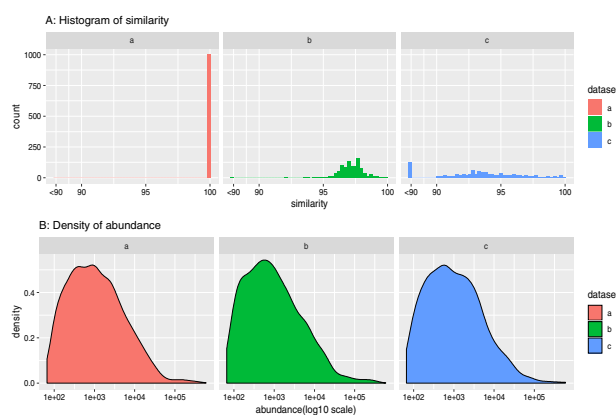 A: Histogram of similarity
a b c
1000
750
500
250
0
count
<90 90 95 100 <90 90 95 100 <90 90 95 100
similarity
dataset
a
b
c
B: Density of abundance
a b c
0.4
0.2
0.0
density
1e+02 1e+03 1e+04 1e+05 1e+02 1e+03 1e+04 1e+05 1e+02 1e+03 1e+04 1e+05
abundance(log10 scale)
dataset
a
b
c